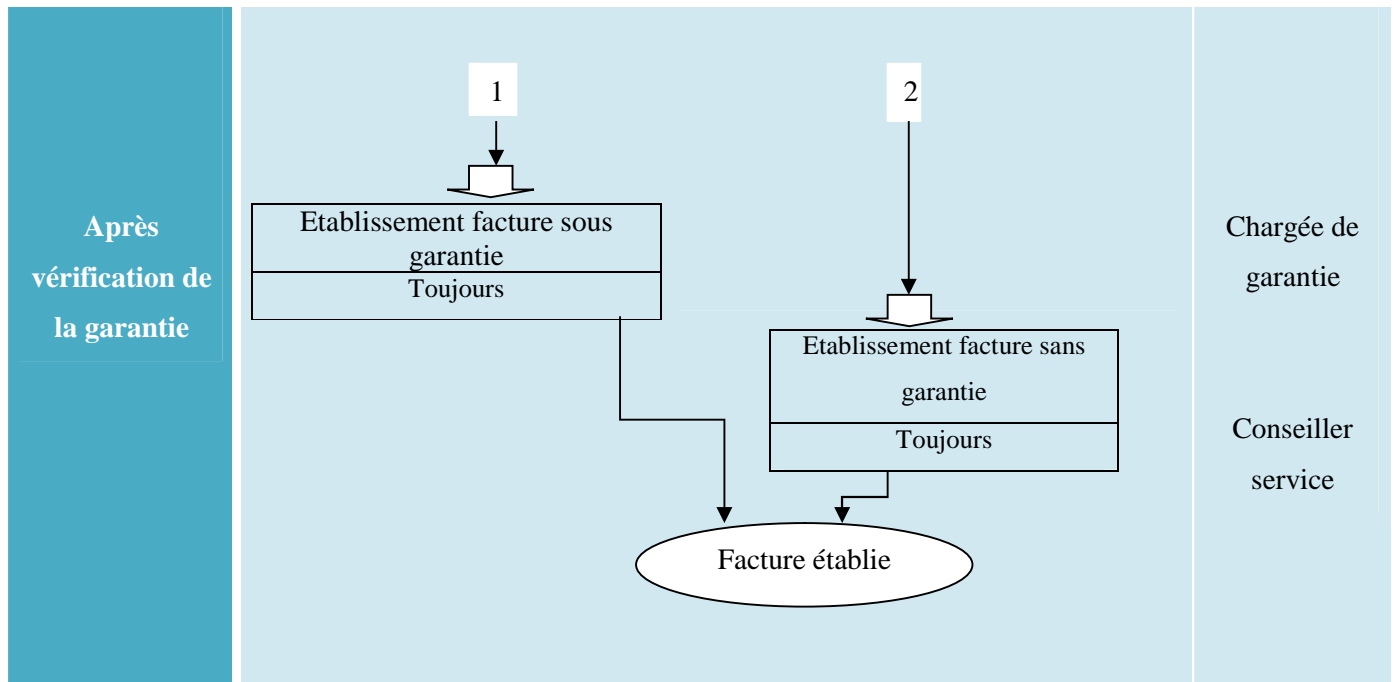 Après
vérification de
la garantie
1
2
Etablissement facture sous
garantie
Toujours
Etablissement facture sans
garantie
Toujours
Facture établie
Chargée de
garantie
Conseiller
service